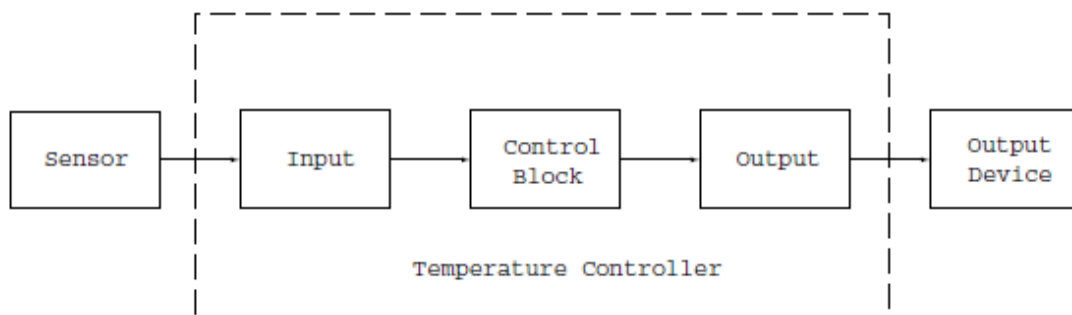 Sensor
Input
Control
Block
Output
Output
Device
Temperature Controller